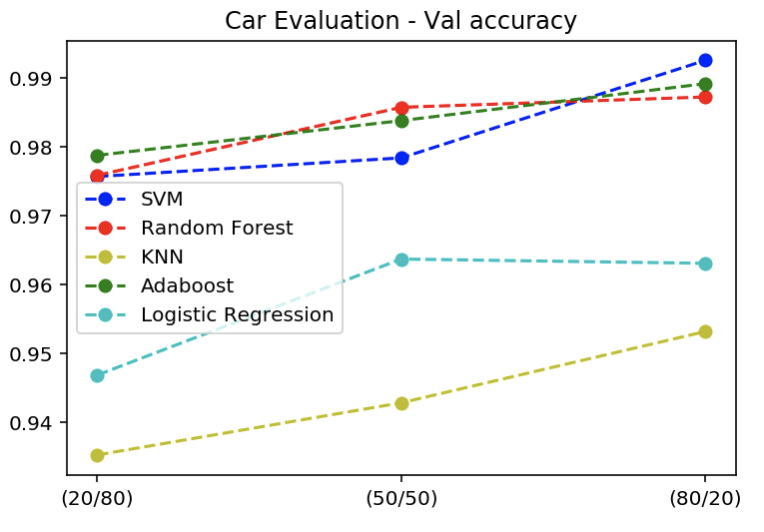 Car Evaluation - Val accuracy
0.99
0.98
0.97
0.96
0.95
0.94
SVM
Random Forest
KNN
Adaboost
Logistic Regression
(20/80)
(50/50)
(80/20)